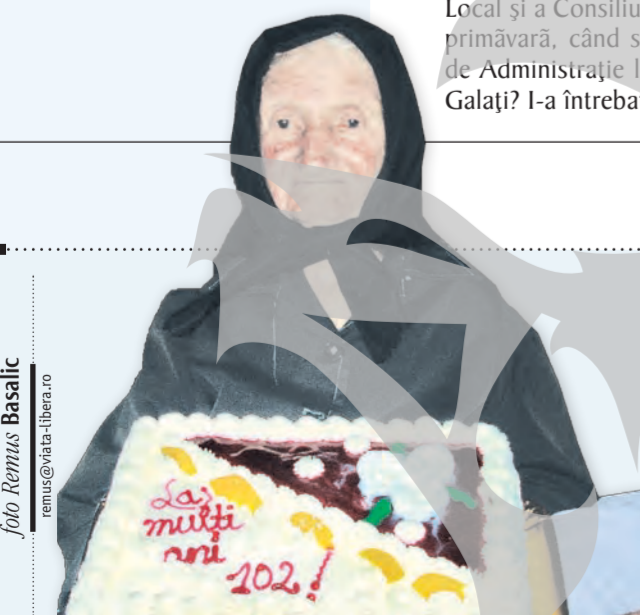 Local şi a Consiliu
primãvarã, când s
de Administraţie l
Galaţi? I-a întreba
foto Remus Basalic
remus@viata-libera.ro
La
mulţi
ani
102!